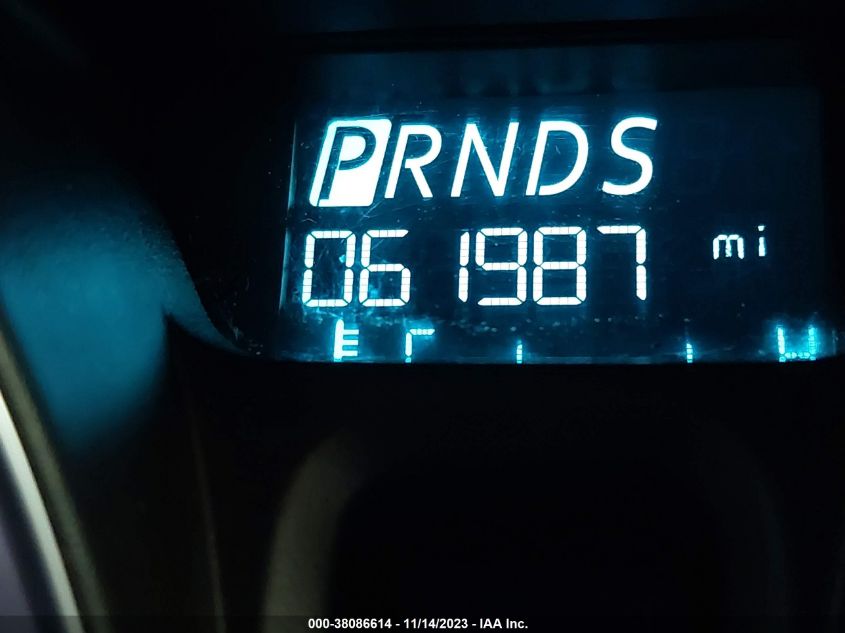 PRNDS
061987 mi
000-38086614 - 11/14/2023 - IAA Inc.